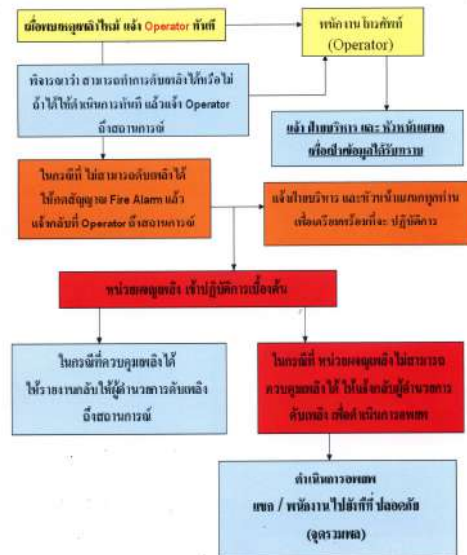 เมื่อพบเหตุเพลิงไหม้ แจ้ง Operator ทันที
พนักงานโทรศัพท์
(Operator)
พิจารณาว่า สามารถทำการดับเพลิงได้หรือไม่
ถ้าได้ให้ดำเนินการทันที แล้วแจ้ง Operator
ถึงสถานการณ์
แจ้ง ฝ่ายบริหาร และ หัวหน้าแผนก
เพื่อเป็นข้อมูลได้รับทราบ
ในกรณีที่ ไม่สามารถดับเพลิงได้
ให้กดสัญญาณ Fire Alarm แล้ว
แจ้งกลับที่ Operator ถึงสถานการณ์
แจ้งฝ่ายบริหาร และหัวหน้าแผนกทุกท่าน
เพื่อเตรียมพร้อมที่จะ ปฏิบัติการ
หน่วยผจญเพลิง เข้าปฏิบัติการเบื้องต้น
ในกรณีที่ควบคุมเพลิงได้
ให้รายงานกลับให้ผู้อำนวยการดับเพลิง
ถึงสถานการณ์
ในกรณีที่ หน่วยผจญเพลิงไม่สามารถ
ควบคุมเพลิงได้ ให้แจ้งกลับผู้อำนวยการ
ดับเพลิง เพื่อดำเนินการอพยพ
ดำเนินการอพยพ
แขก / พนักงานไปยังที่ ปลอดภัย
(จุดรวมพล)